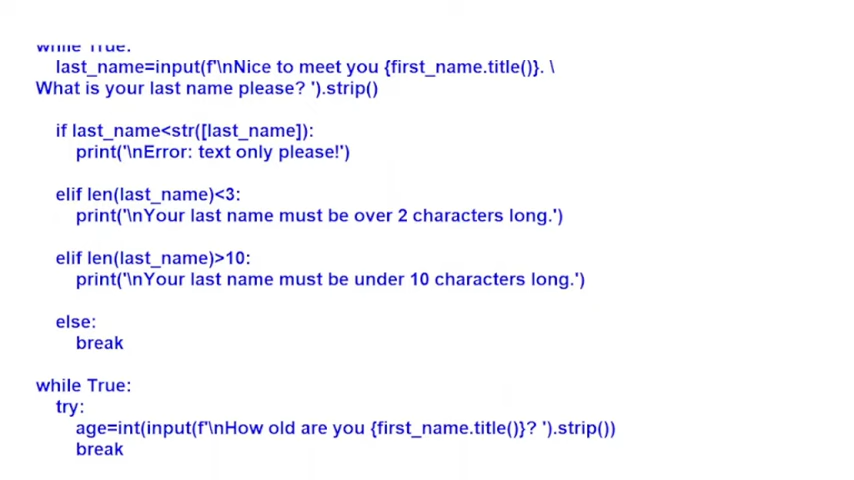 while True:
    last_name=input(f'\nNice to meet you {first_name.title()}. \
What is your last name please? ').strip()
    if last_name<str([last_name]):
        print('\nError: text only please!')
    elif len(last_name)<3:
        print('\nYour last name must be over 2 characters long.')
    elif len(last_name)>10:
        print('\nYour last name must be under 10 characters long.')
    else:
        break
while True:
    try:
        age=int(input(f'\nHow old are you {first_name.title()}? ').strip())
        break